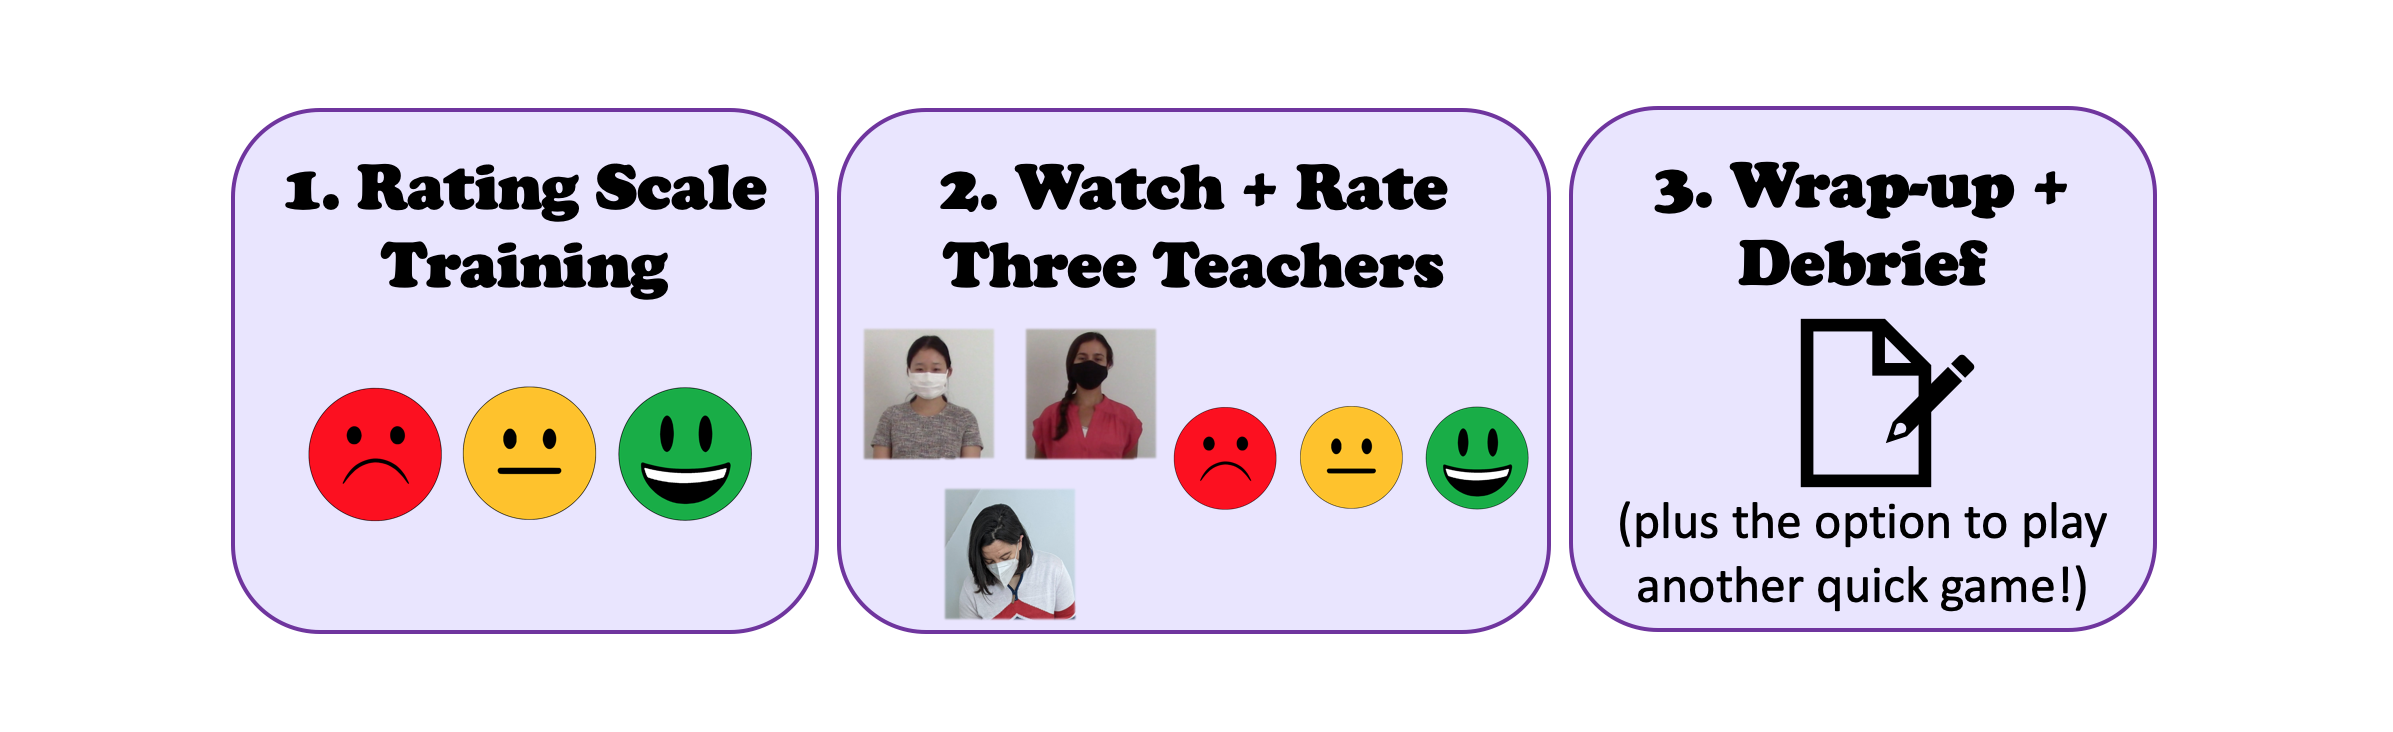 1. Rating Scale
Training
2. Watch + Rate
Three Teachers
3. Wrap-up +
Debrief
(plus the option to play
another quick game!)